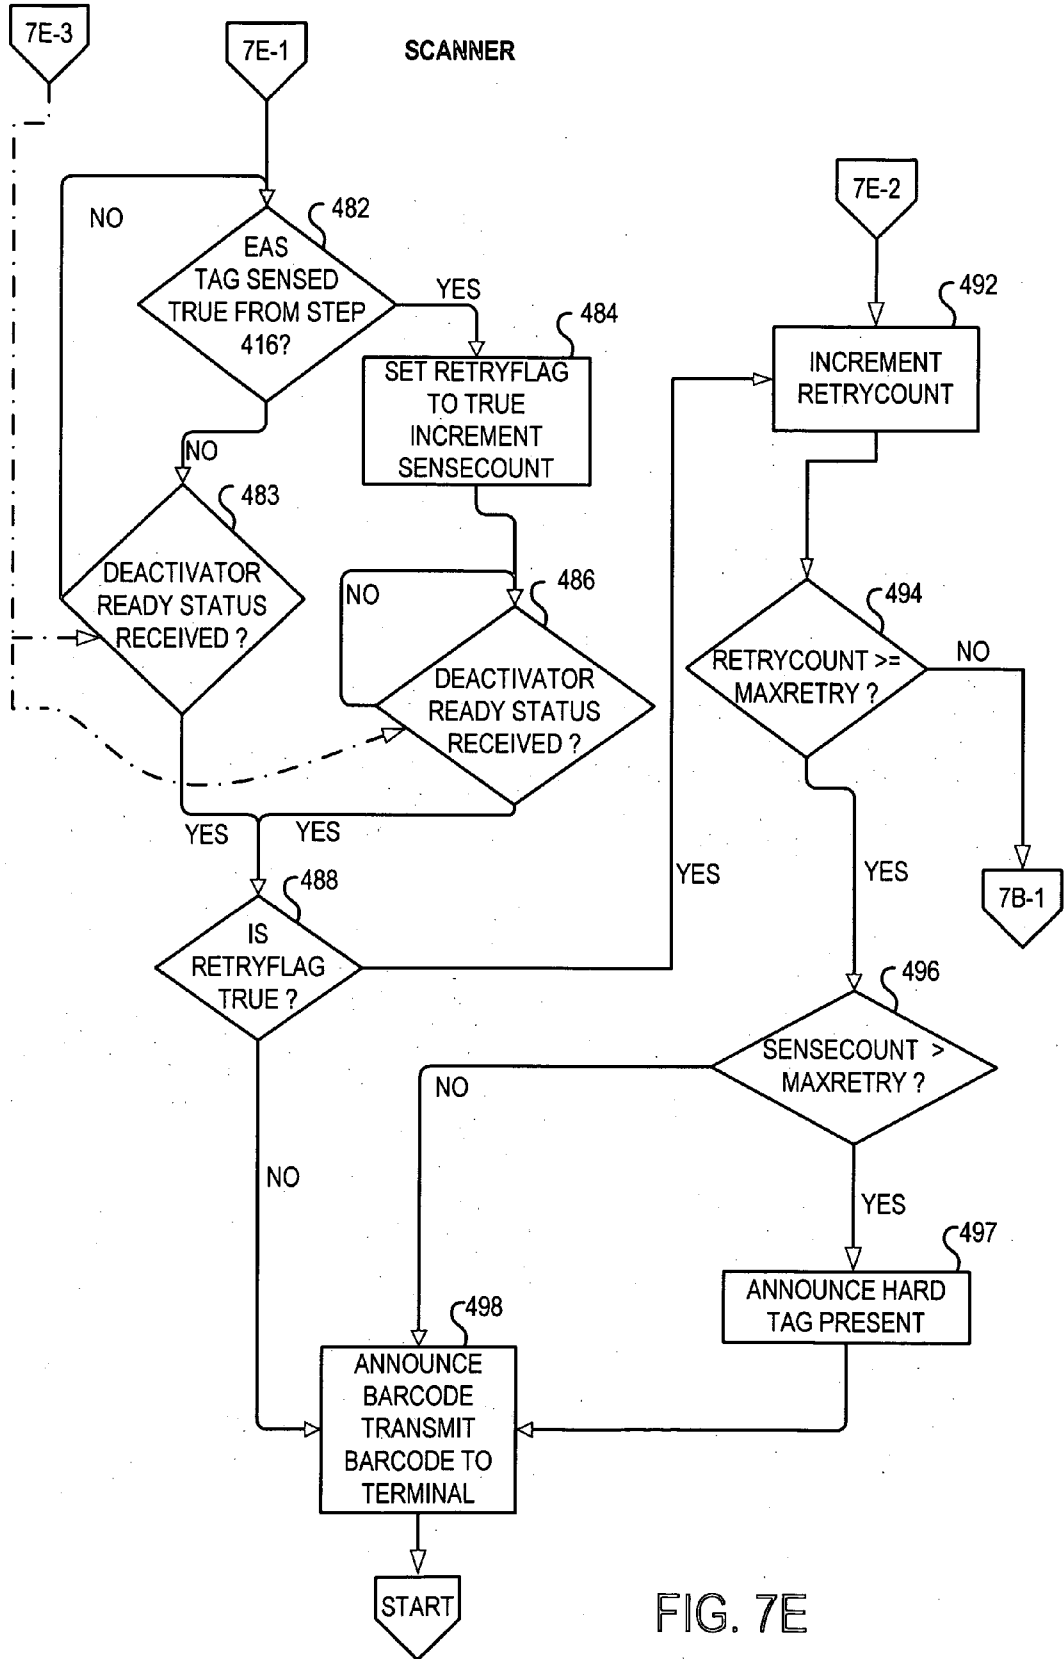 7E-3
7E-1
SCANNER
7E-2
NO
482
EAS
TAG SENSED
TRUE FROM STEP
416?
YES
484
SET RETRYFLAG
TO TRUE
INCREMENT
SENSECOUNT
492
INCREMENT
RETRYCOUNT
NO
483
DEACTIVATOR
READY STATUS
RECEIVED ?
NO
486
DEACTIVATOR
READY STATUS
RECEIVED ?
494
RETRYCOUNT >=
MAXRETRY ?
NO
YES
YES
YES
YES
7B-1
488
IS
RETRYFLAG
TRUE ?
496
SENSECOUNT >
MAXRETRY ?
NO
NO
YES
497
ANNOUNCE HARD
TAG PRESENT
498
ANNOUNCE
BARCODE
TRANSMIT
BARCODE TO
TERMINAL
START
FIG. 7E